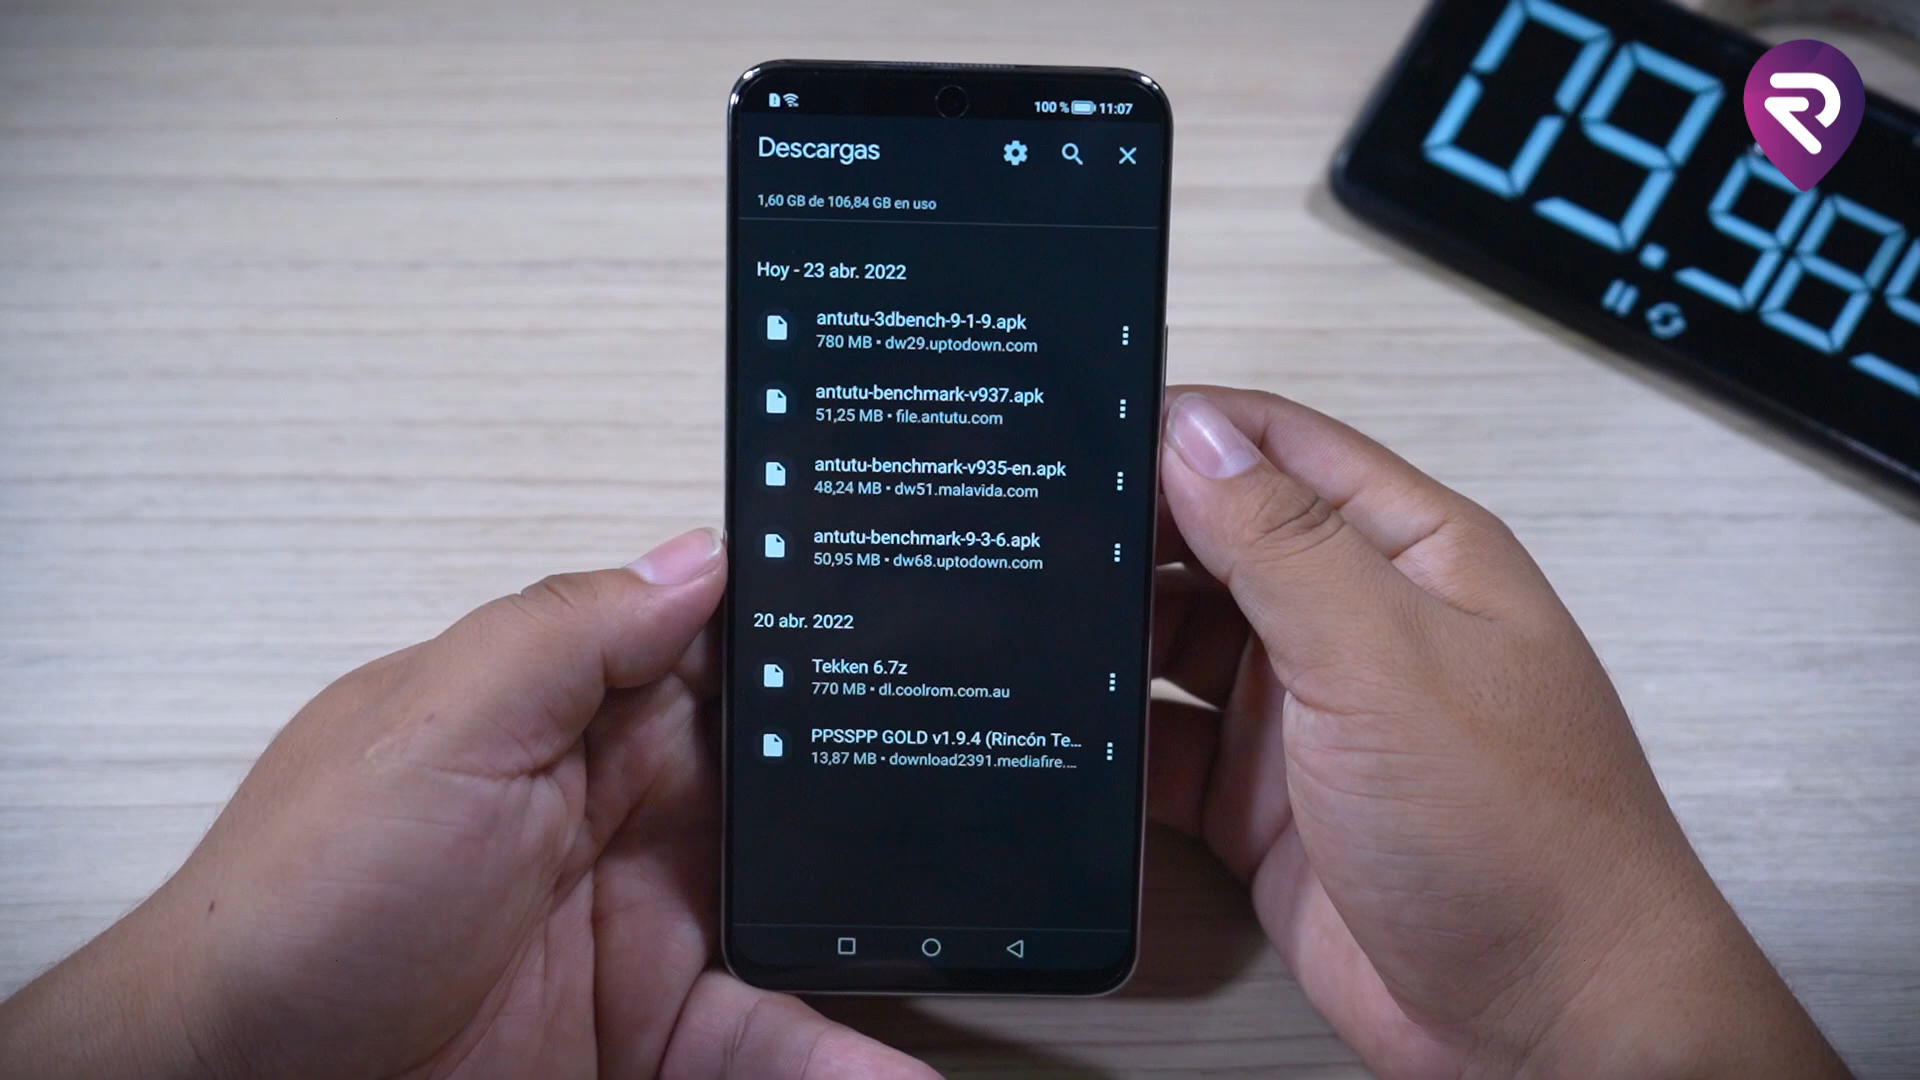 100 % 11:07
Descargas
1,60 GB de 106,84 GB en uso
Hoy - 23 abr. 2022
antutu-3dbench-9-1-9.apk
780 MB • dw29.uptodown.com
antutu-benchmark-v937.apk
51,25 MB • file.antutu.com
antutu-benchmark-v935-en.apk
48,24 MB • dw51.malavida.com
antutu-benchmark-9-3-6.apk
50,95 MB • dw68.uptodown.com
20 abr. 2022
Tekken 6.7z
770 MB • dl.coolrom.com.au
PPSSPP GOLD v1.9.4 (Rincón Te...
13,87 MB • download2391.mediafire....
09.98
R